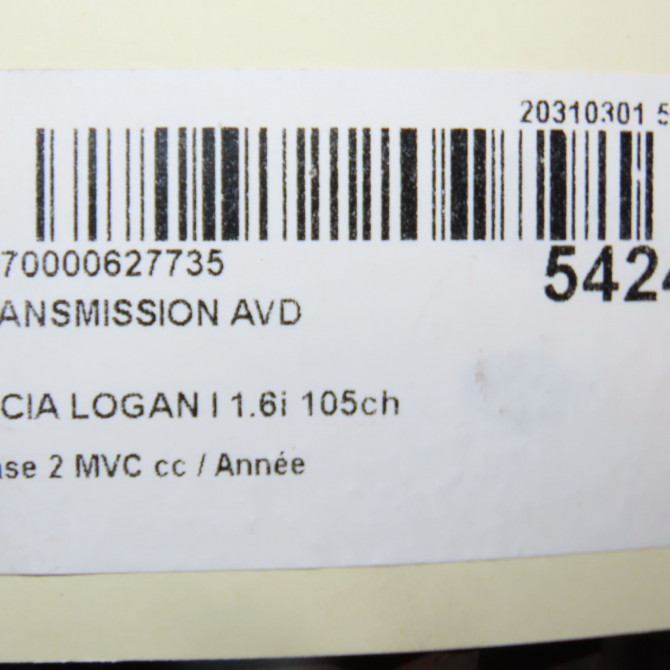 20310301 5
70000627735
5424
ANSMISSION AVD
CIA LOGAN I 1.6i 105ch
ase 2 MVC cc / Année